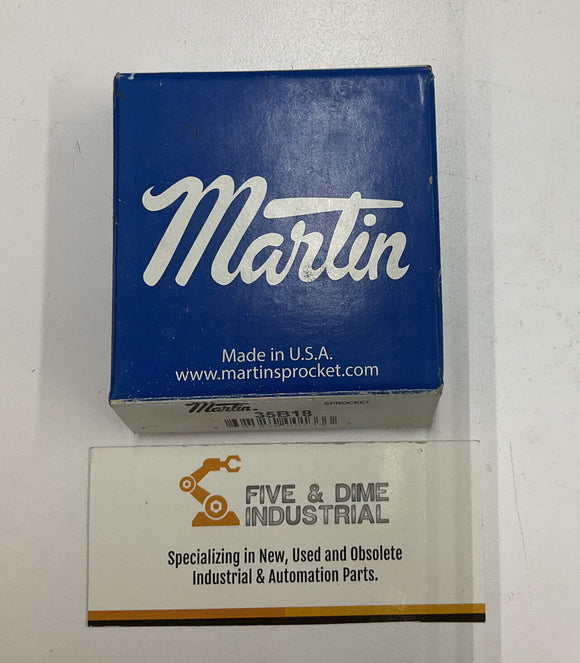 Martin
Made in U.S.A.
www.martinsprocket.com
Martin SPROCKET
35B18
FIVE & DIME
INDUSTRIAL
Specializing in New, Used and Obsolete
Industrial & Automation Parts.